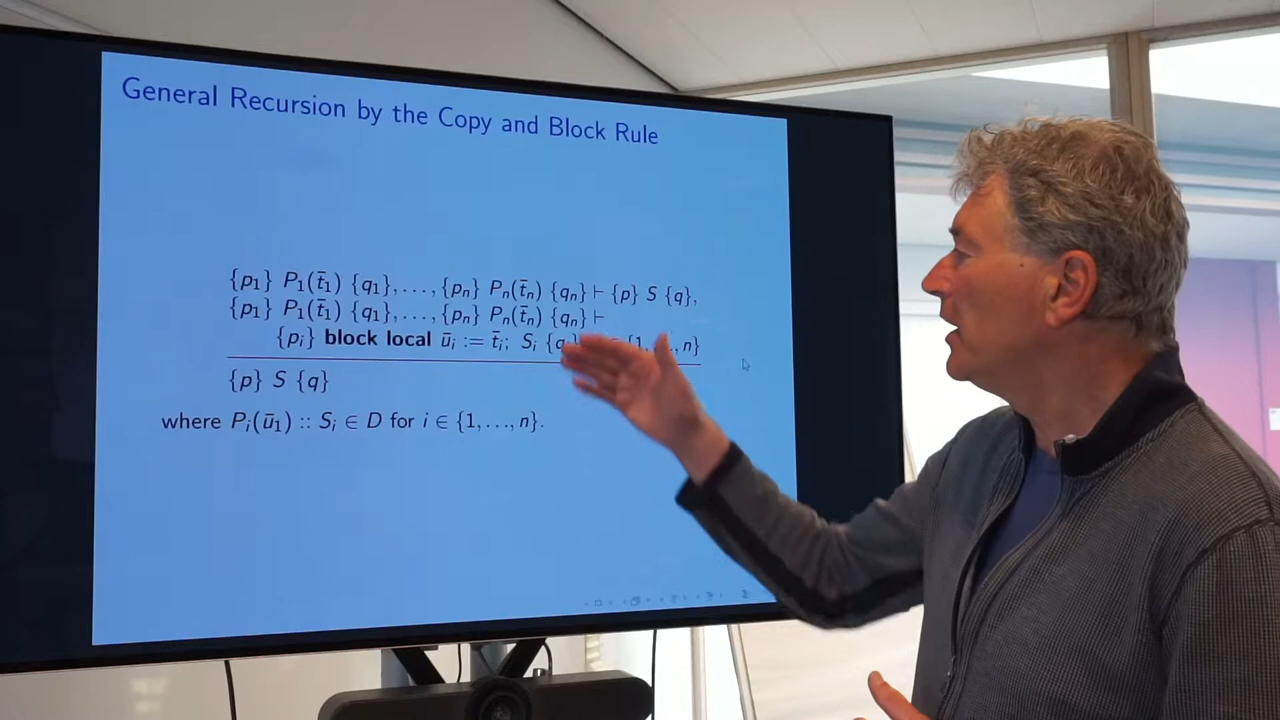 General Recursion by the Copy and Block Rule
{p₁} P₁(t̄₁) {q₁}, . . . , {pₙ} Pₙ(t̄ₙ) {qₙ} ⊢ {p} S {q},
{p₁} P₁(t̄₁) {q₁}, . . . , {pₙ} Pₙ(t̄ₙ) {qₙ} ⊢
{pᵢ} block local ūᵢ := t̄ᵢ; Sᵢ {q {1, . . . , n}
{p} S {q}
where Pᵢ(ū₁) :: Sᵢ ∈ D for i ∈ {1, . . . , n}.